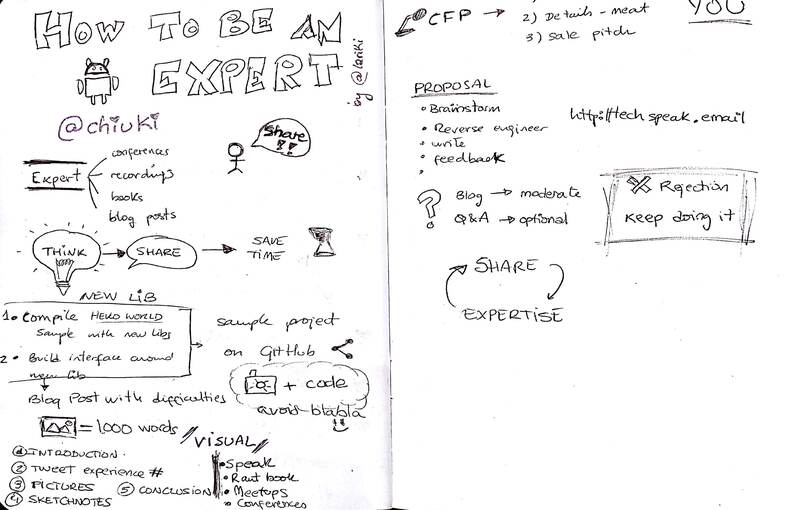 HOW TO BE AN
EXPERT
by @lariki
@chiuki
Share
!!
Expert
conferences
recordings
books
blog posts
THINK → SHARE → SAVE
TIME
NEW LIB
1. Compile HELLO WORLD
Sample with new libs
2. Build interface around
new lib
Blog Post with difficulties
sample project
on GitHub
+ code
avoid blabla
= 1,000 words
VISUAL
1 INTRODUCTION.
2 TWEET experience #
3 PICTURES
4 SKETCHNOTES
5 CONCLUSION
• Speak
• book
• Meetups
• Conferences
CFP →
2) Details - meat
3) Sale pitch
YOU
PROPOSAL
• Brainstorm
• Reverse engineer
• write
• feedback
•
http://techspeak.email
? Blog → moderate
Q&A → optional
X Rejection
Keep doing it
SHARE
EXPERTISE